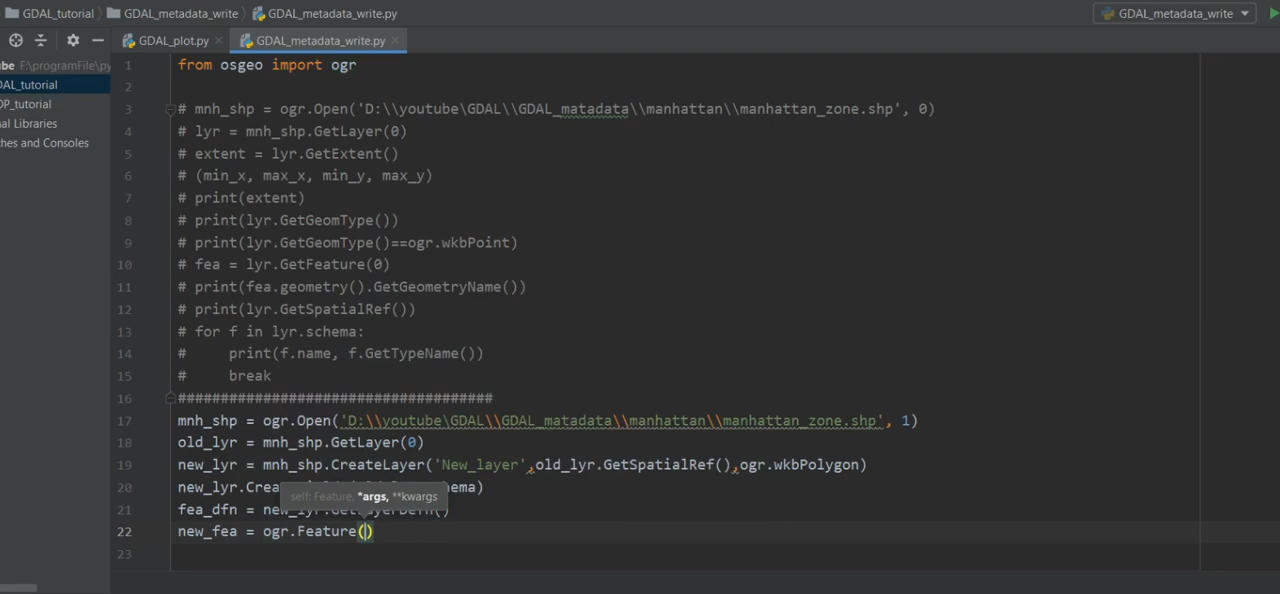 GDAL_tutorial GDAL_metadata_write GDAL_metadata_write.py GDAL_metadata_write
GDAL_plot.py GDAL_metadata_write.py
be F:\programFile\py
DAL_tutorial
OP_tutorial
nal Libraries
ches and Consoles
1 from osgeo import ogr
2
3 # mnh_shp = ogr.Open('D:\\youtube\GDAL\\GDAL_matadata\\manhattan\\manhattan_zone.shp', 0)
4 # lyr = mnh_shp.GetLayer(0)
5 # extent = lyr.GetExtent()
6 # (min_x, max_x, min_y, max_y)
7 # print(extent)
8 # print(lyr.GetGeomType())
9 # print(lyr.GetGeomType()==ogr.wkbPoint)
10 # fea = lyr.GetFeature(0)
11 # print(fea.geometry().GetGeometryName())
12 # print(lyr.GetSpatialRef())
13 # for f in lyr.schema:
14 #     print(f.name, f.GetTypeName())
15 #     break
16 #####################################
17 mnh_shp = ogr.Open('D:\\youtube\GDAL\\GDAL_matadata\\manhattan\\manhattan_zone.shp', 1)
18 old_lyr = mnh_shp.GetLayer(0)
19 new_lyr = mnh_shp.CreateLayer('New_layer',old_lyr.GetSpatialRef(),ogr.wkbPolygon)
20 new_lyr.Crea hema)
self: Feature, *args, **kwargs
21 fea_dfn = new_lyr.GetLayerDefn()
22 new_fea = ogr.Feature()
23